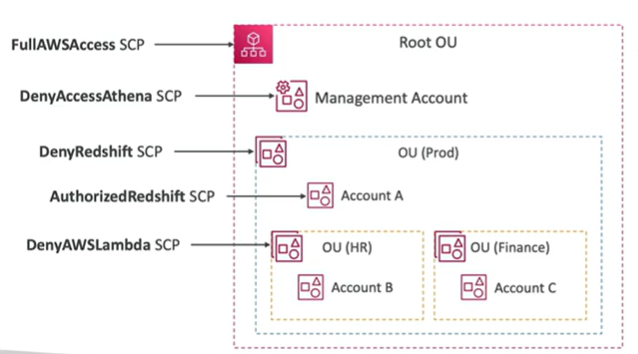 FullAWSAccess SCP
Root OU
DenyAccessAthena SCP
Management Account
DenyRedshift SCP
OU (Prod)
AuthorizedRedshift SCP
Account A
DenyAWSLambda SCP
OU (HR)
OU (Finance)
Account B
Account C